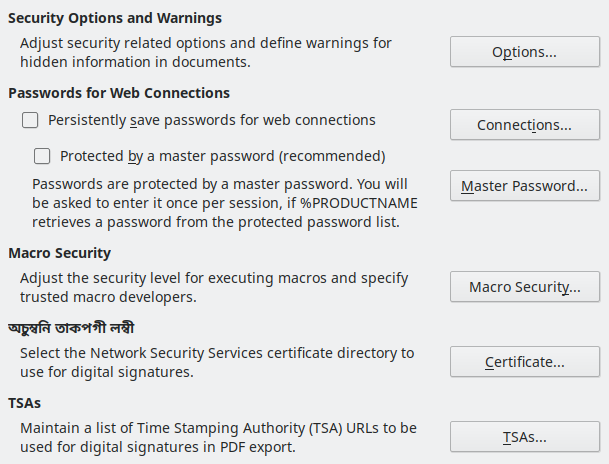 Security Options and Warnings
Adjust security related options and define warnings for
hidden information in documents.
Options...
Passwords for Web Connections
Persistently save passwords for web connections
Connections...
Protected by a master password (recommended)
Passwords are protected by a master password. You will
be asked to enter it once per session, if %PRODUCTNAME
retrieves a password from the protected password list.
Master Password...
Macro Security
Adjust the security level for executing macros and specify
trusted macro developers.
Macro Security...
অচুম্বনি তাকপগী লম্বী
Select the Network Security Services certificate directory to
use for digital signatures.
Certificate...
TSAs
Maintain a list of Time Stamping Authority (TSA) URLs to be
used for digital signatures in PDF export.
TSAs...